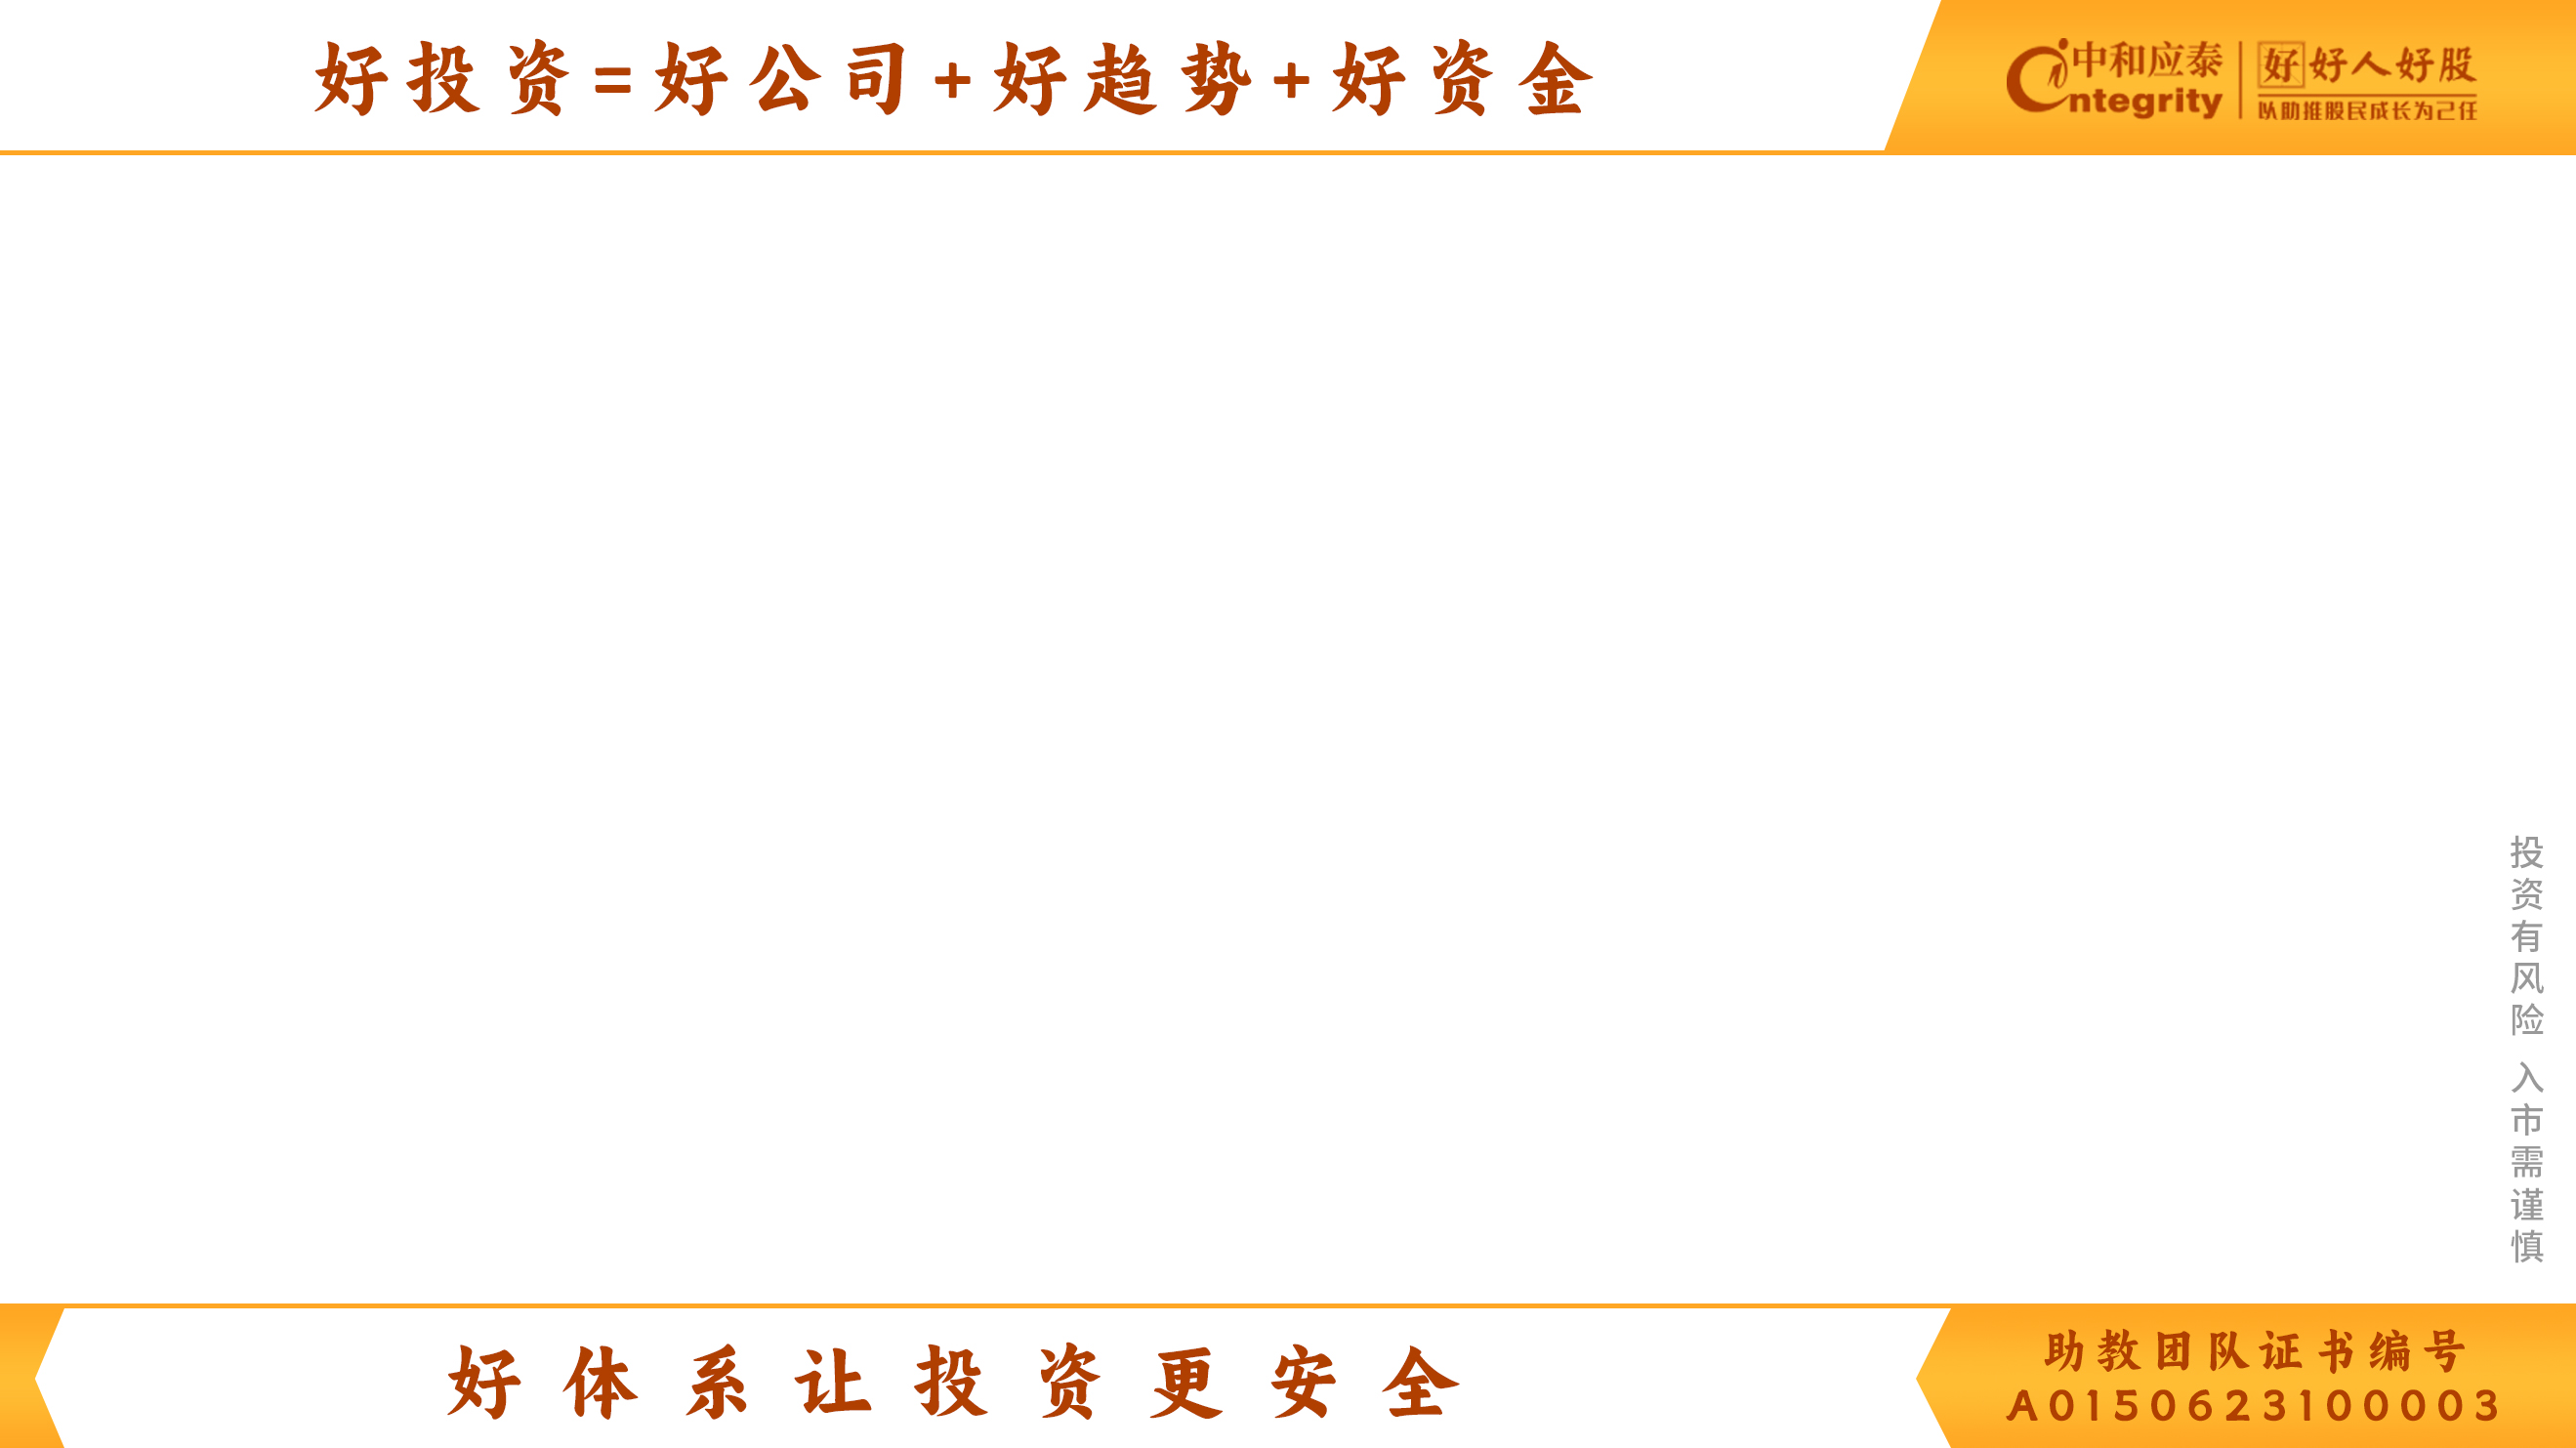 好投资=好公司+好趋势+好资金
中和应泰
Integrity
好 好人好股
以助推股民成长为己任
投资有风险 入市需谨慎
好体系让投资更安全
助教团队证书编号
A0150623100003